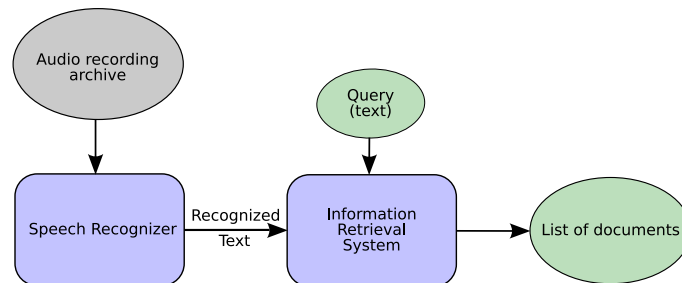 Audio recording
archive
Query
(text)
Speech Recognizer
Recognized
Text
Information
Retrieval
System
List of documents